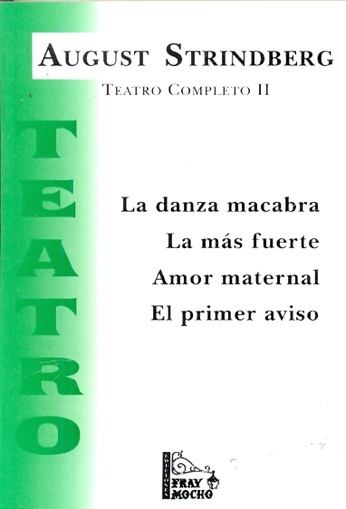 AUGUST STRINDBERG
TEATRO COMPLETO II
TEATRO
La danza macabra
La más fuerte
Amor maternal
El primer aviso
EDICIONES
FRAY
MOCHO